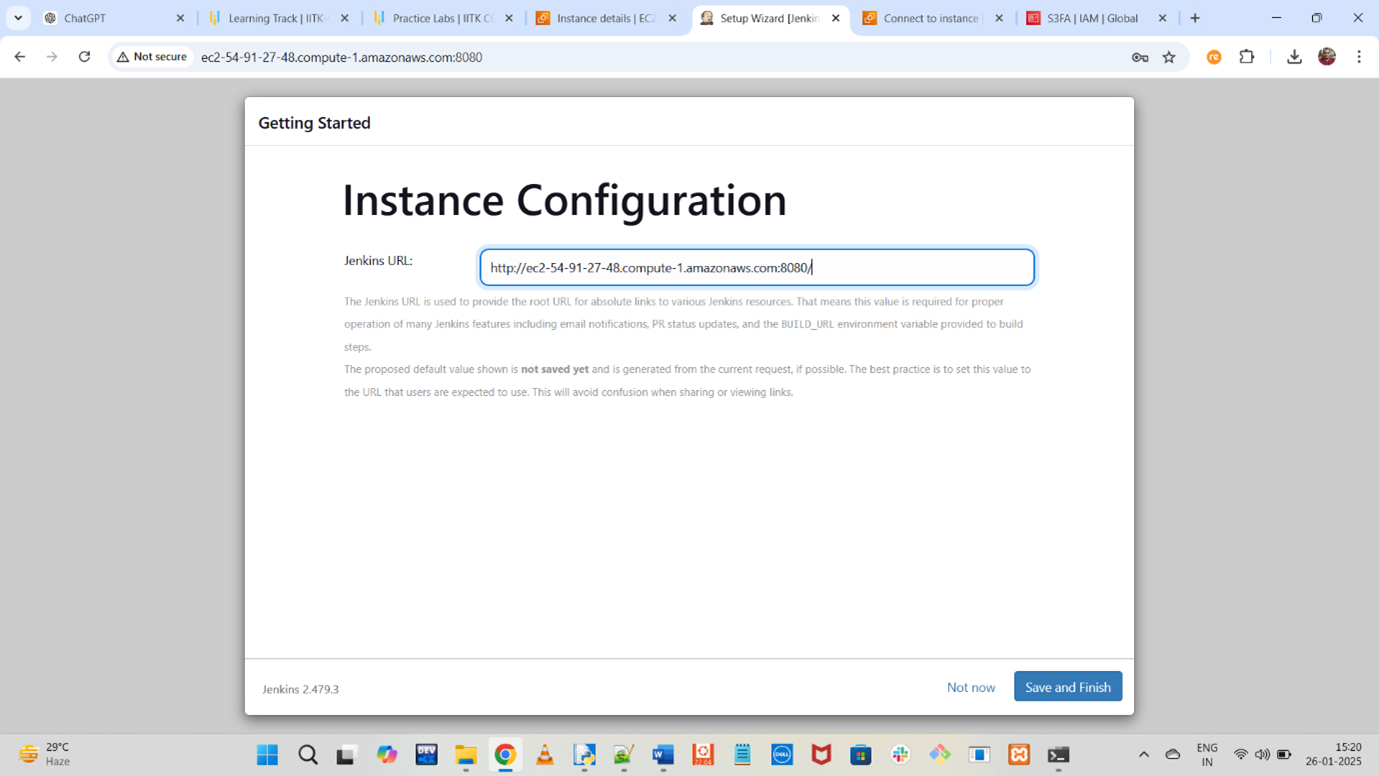 ChatGPT
Learning Track | IITK-
Practice Labs | IITK CC
Instance details | EC2
Setup Wizard [Jenkin
Connect to instance |
S3FA | IAM | Global
Not secure
ec2-54-91-27-48.compute-1.amazonaws.com:8080
re
Getting Started
Instance Configuration
Jenkins URL:
http://ec2-54-91-27-48.compute-1.amazonaws.com:8080/
The Jenkins URL is used to provide the root URL for absolute links to various Jenkins resources. That means this value is required for proper
operation of many Jenkins features including email notifications, PR status updates, and the BUILD_URL environment variable provided to build
steps.
The proposed default value shown is not saved yet and is generated from the current request, if possible. The best practice is to set this value to
the URL that users are expected to use. This will avoid confusion when sharing or viewing links.
Jenkins 2.479.3
Not now
Save and Finish
29°C
Haze
DEV
W
22.04
DELL
ENG
IN
15:20
26-01-2025